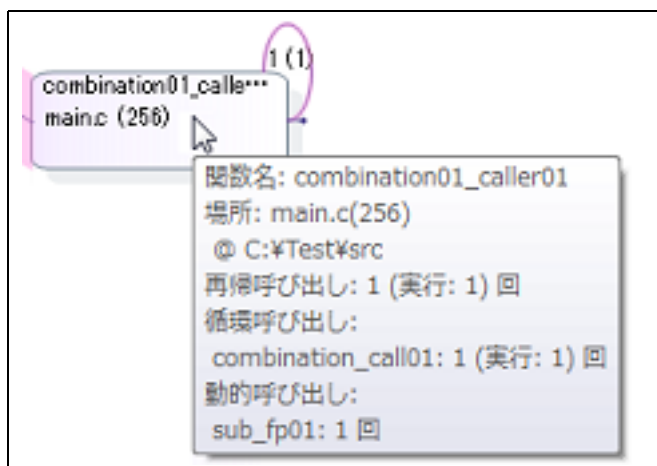 1 (1)
combination01_calle…
main.c (256)
関数名: combination01_caller01
場所: main.c(256)
@ C:¥Test¥src
再帰呼び出し: 1 (実行: 1) 回
循環呼び出し:
combination_call01: 1 (実行: 1) 回
動的呼び出し:
sub_fp01: 1 回